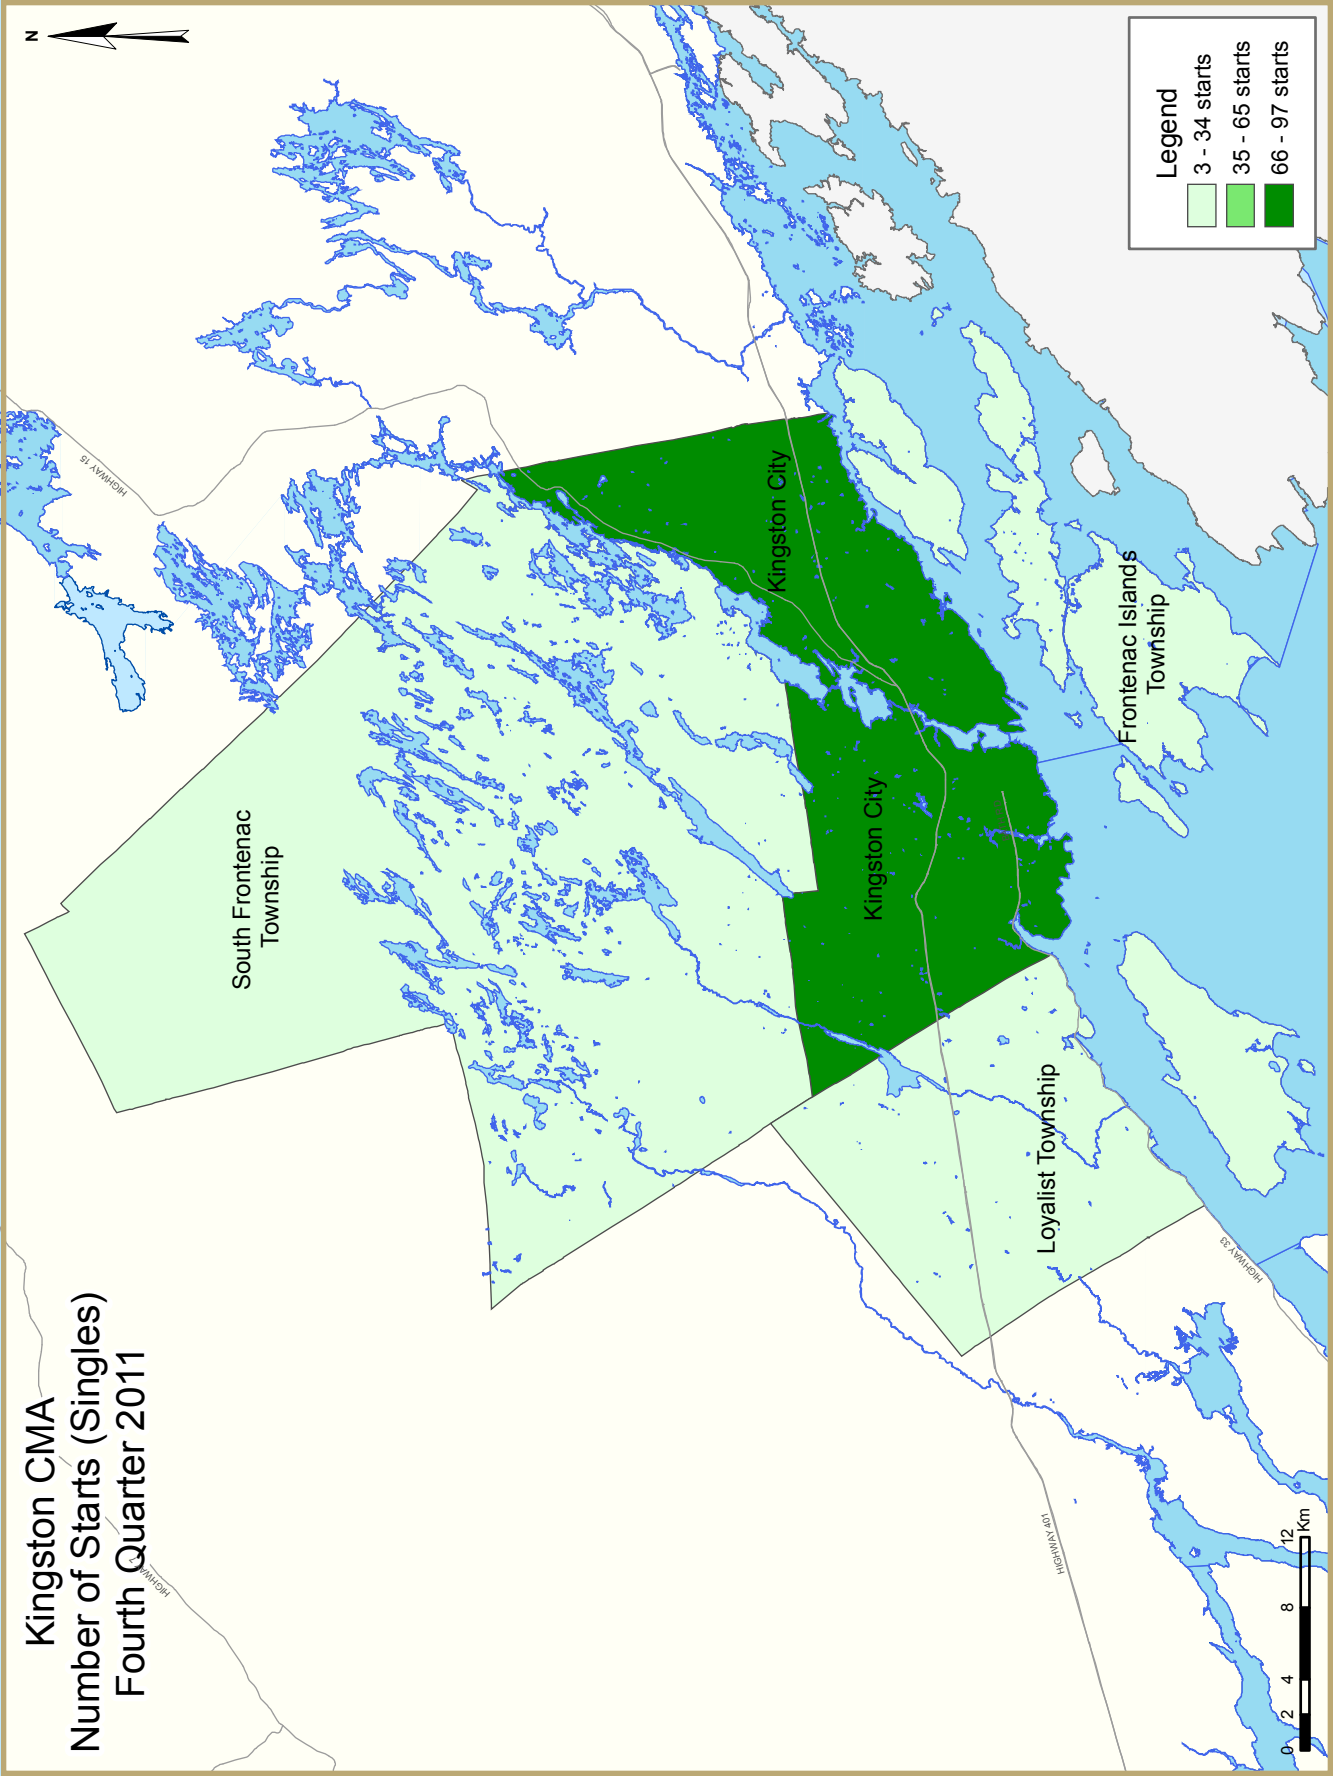 Kingston CMA
Number of Starts (Singles)
Fourth Quarter 2011
N
HIGHWAY 7
HIGHWAY 15
South Frontenac
Township
Kingston City
Kingston City
Frontenac Islands
Township
Loyalist Township
HIGHWAY 33
HIGHWAY 401
Legend
3 - 34 starts
35 - 65 starts
66 - 97 starts
0 2 4 8 12
Km